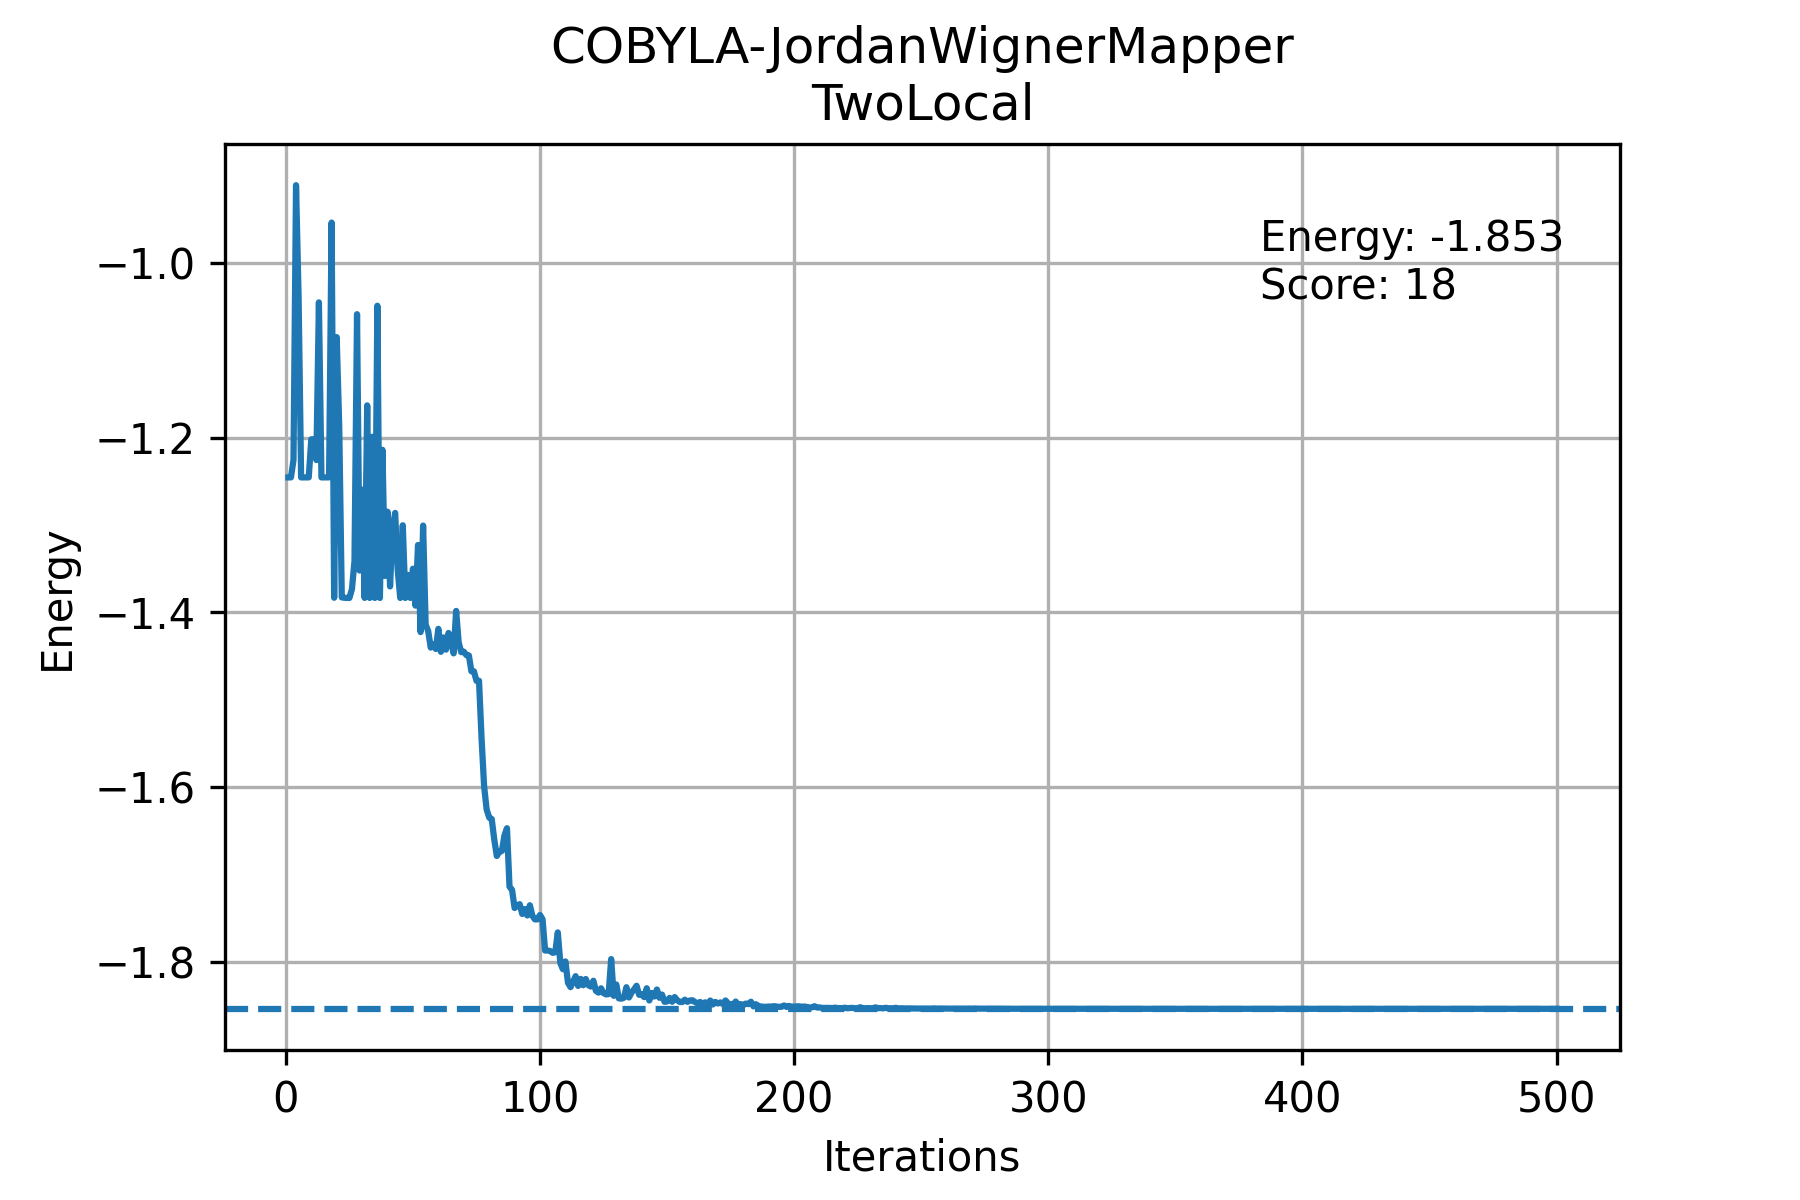 COBYLA-JordanWignerMapper
TwoLocal
Energy: -1.853
Score: 18
Energy
−1.0
−1.2
−1.4
−1.6
−1.8
0 100 200 300 400 500
Iterations